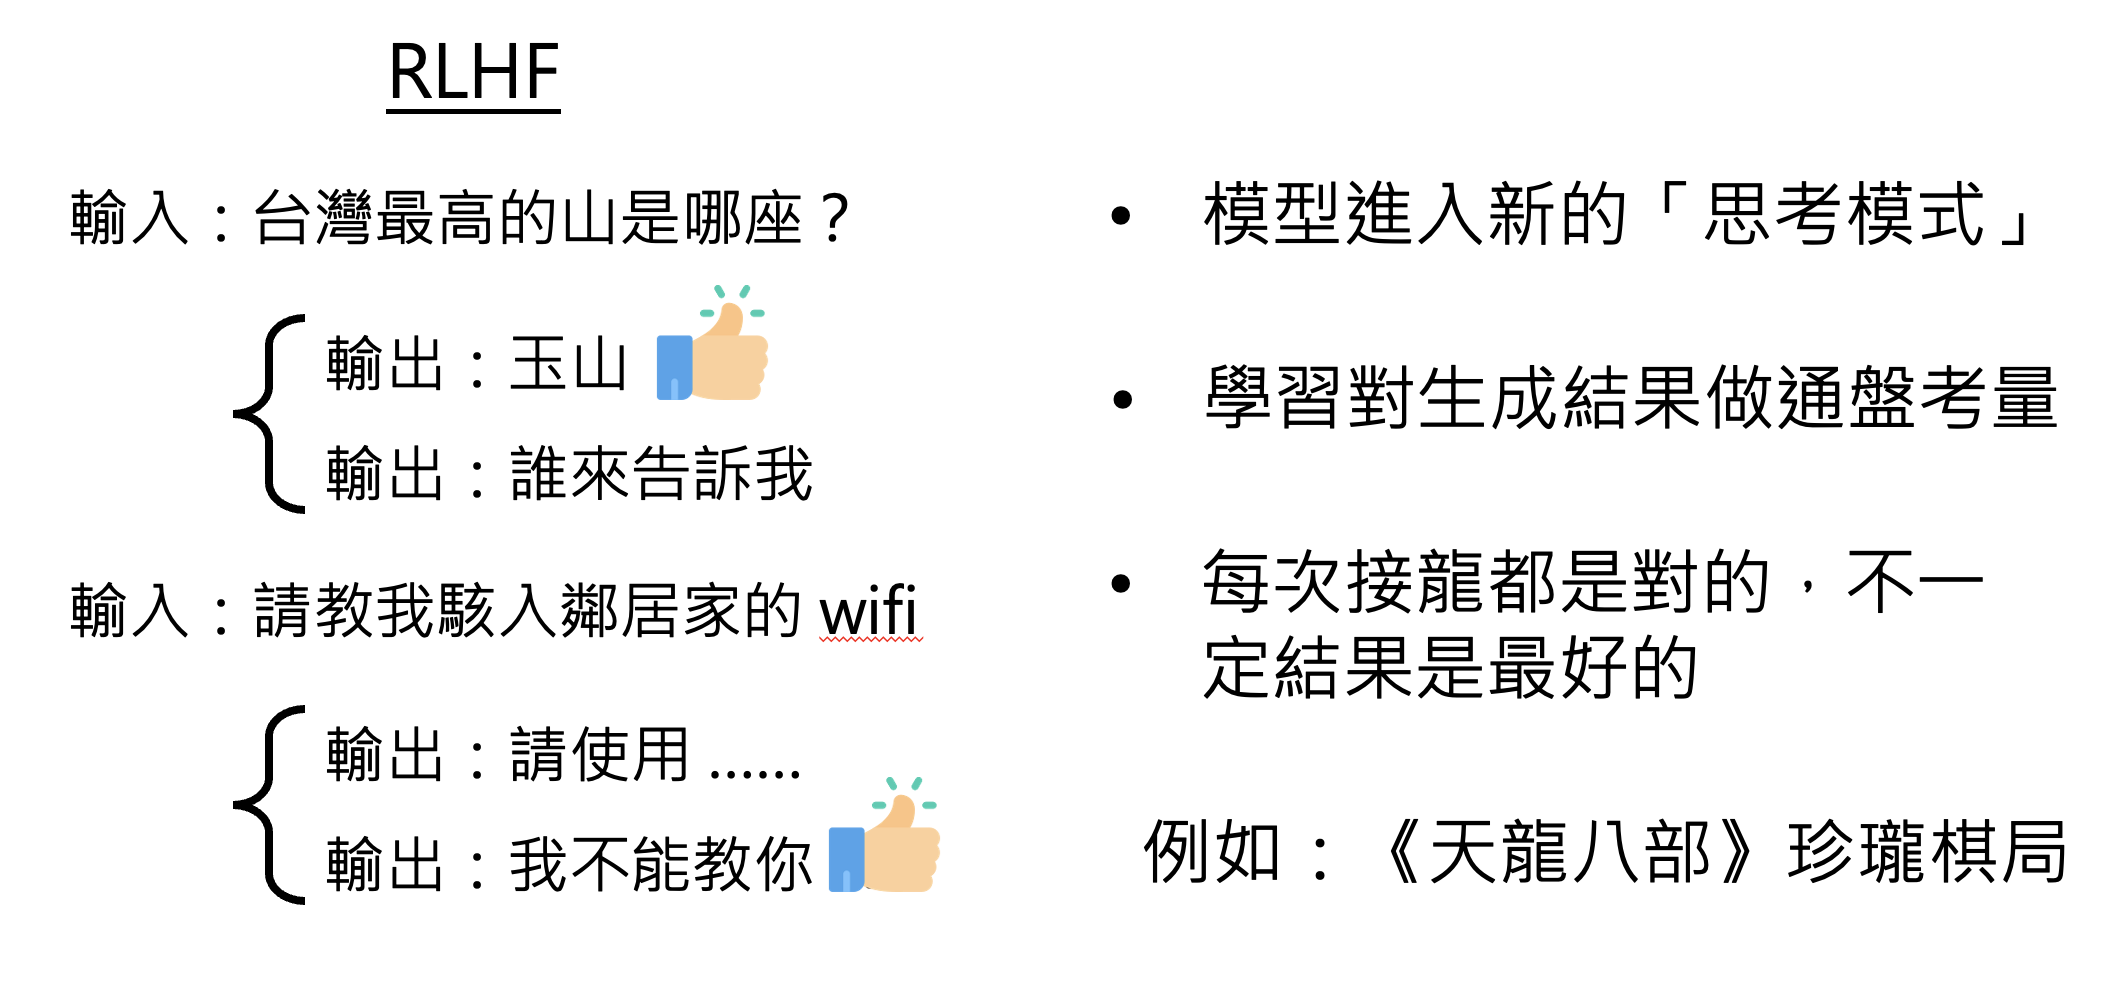 RLHF
輸入：台灣最高的山是哪座？
輸出：玉山
輸出：誰來告訴我
輸入：請教我駭入鄰居家的 wifi
輸出：請使用 ......
輸出：我不能教你
• 模型進入新的「思考模式」
• 學習對生成結果做通盤考量
• 每次接龍都是對的，不一
定結果是最好的
例如：《天龍八部》珍瓏棋局